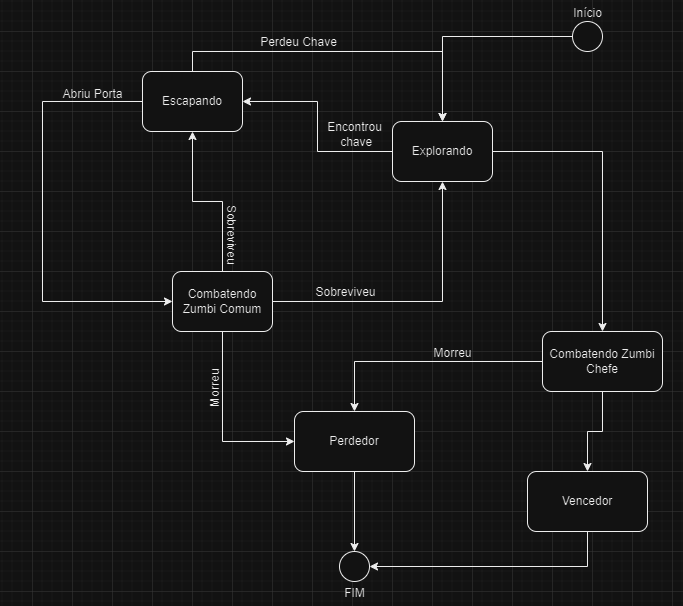 Início
Perdeu Chave
Abriu Porta
Escapando
Encontrou
chave
Explorando
Sobreviveu
Combatendo
Zumbi Comum
Sobreviveu
Morreu
Combatendo Zumbi
Chefe
Morreu
Perdedor
Vencedor
FIM